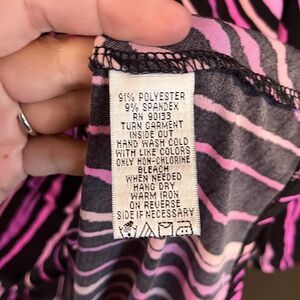 91% POLYESTER
9% SPANDEX
RN 90133
TURN GARMENT
INSIDE OUT
HAND WASH COLD
WITH LIKE COLORS
ONLY NON-CHLORINE
BLEACH
WHEN NEEDED
HANG DRY
WARM IRON
ON REVERSE
SIDE IF NECESSARY